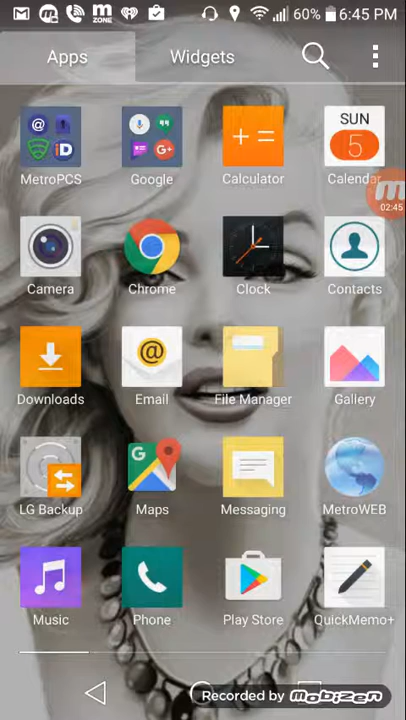 m ZONE 60% 6:45 PM
Apps Widgets
SUN
5
MetroPCS Google Calculator Calendar
02:45
Camera Chrome Clock Contacts
Downloads Email File Manager Gallery
LG Backup Maps Messaging MetroWEB
Music Phone Play Store QuickMemo+
Recorded by mobizen